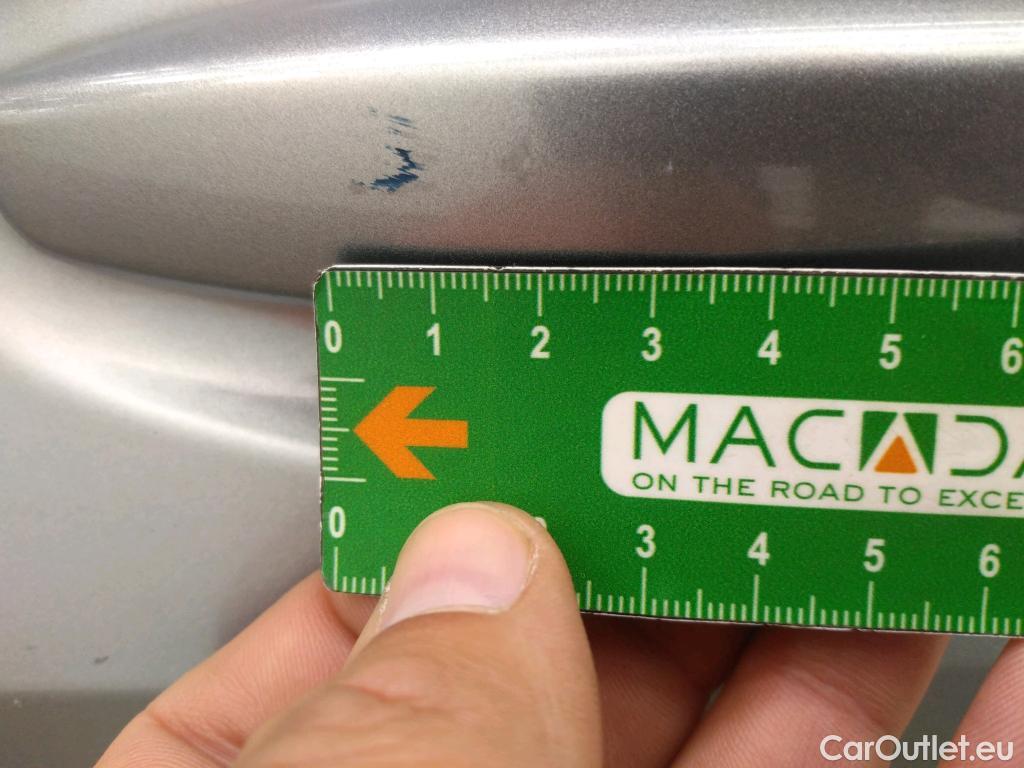 0 1 2 3 4 5 6
MACADA
ON THE ROAD TO EXCE
0 3 4 5 6
CarOutlet.eu